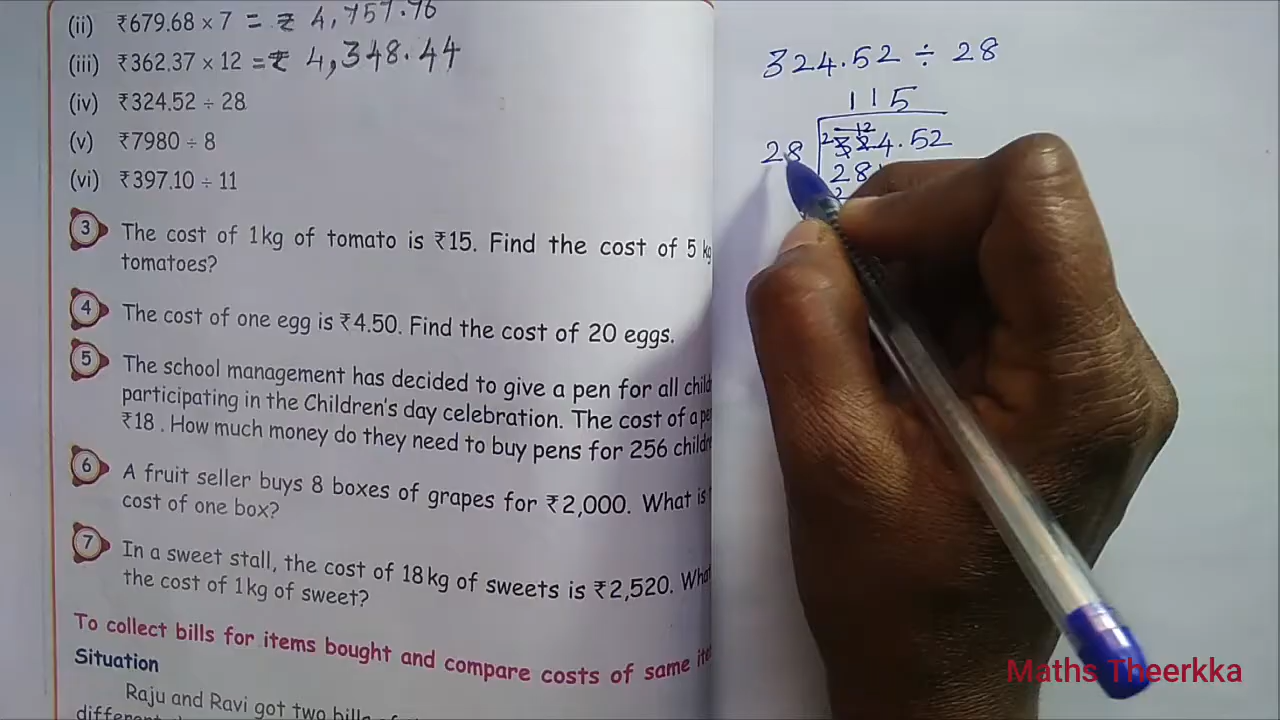 (ii) ₹679.68 × 7 = ₹ 4,757.76
(iii) ₹362.37 × 12 = ₹ 4,348.44
(iv) ₹324.52 ÷ 28
(v) ₹7980 ÷ 8
(vi) ₹397.10 ÷ 11
3 The cost of 1kg of tomato is ₹15. Find the cost of 5 kg
tomatoes?
4 The cost of one egg is ₹4.50. Find the cost of 20 eggs.
5 The school management has decided to give a pen for all
participating in the Children's day celebration. The cost of a
₹18 . How much money do they need to buy pens for 256
6 A fruit seller buys 8 boxes of grapes for ₹2,000. What is
cost of one box?
7 In a sweet stall, the cost of 18kg of sweets is ₹2,520.
the cost of 1kg of sweet?
To collect bills for items bought and compare costs of same
Situation
Raju and Ravi got two
324.52 ÷ 28
115
2 12
28 324.52
28
2
Maths Theerkka